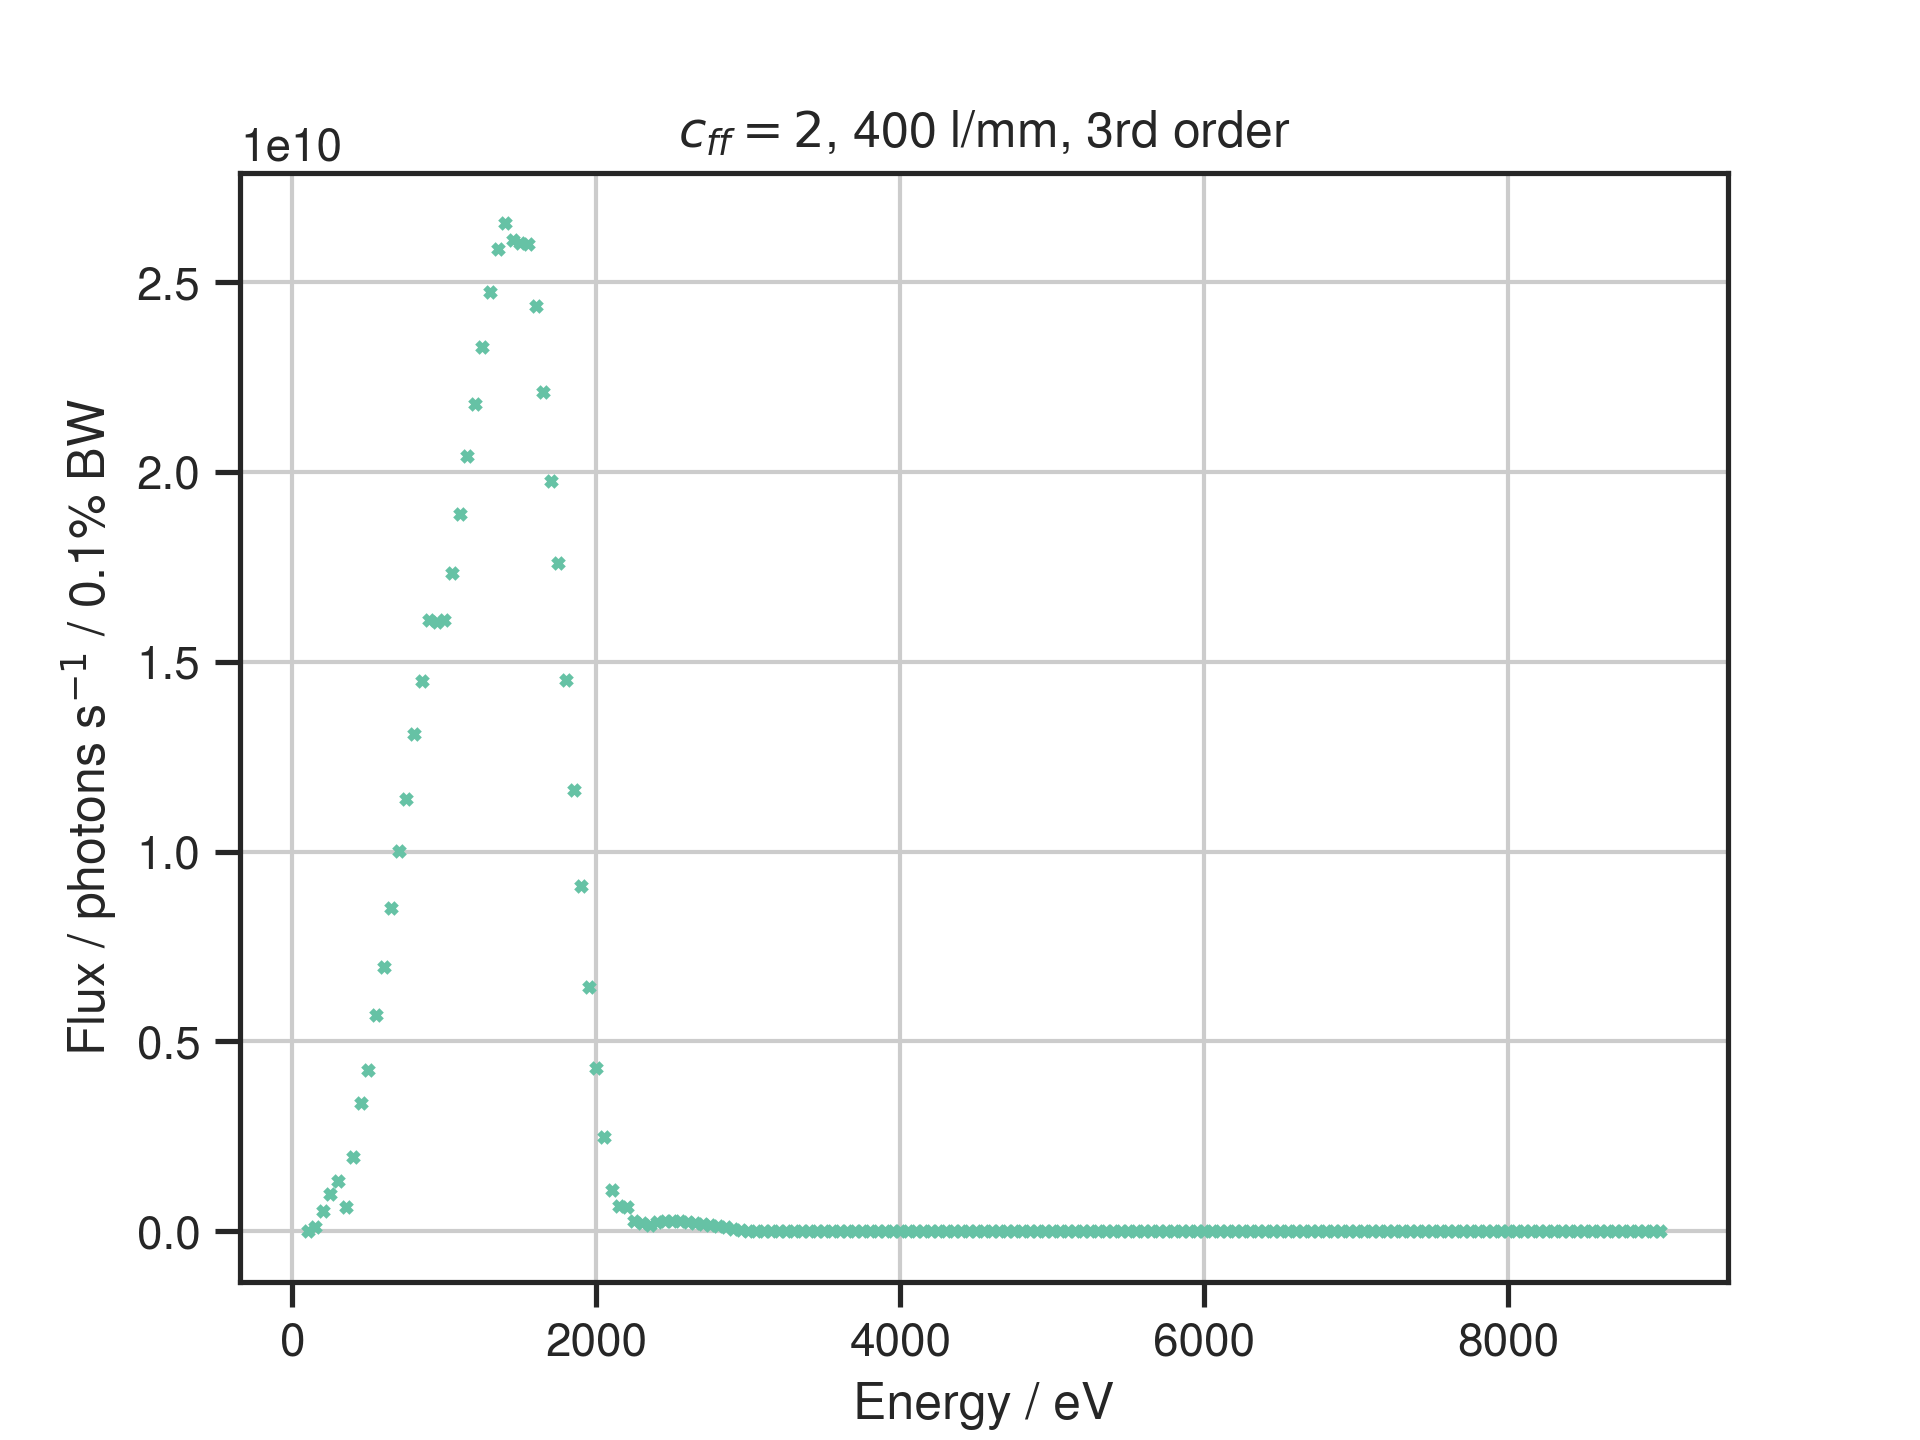 c_ff = 2, 400 l/mm, 3rd order
1e10
2.5
2.0
1.5
1.0
0.5
0.0
Flux / photons s⁻¹ / 0.1% BW
0 2000 4000 6000 8000
Energy / eV